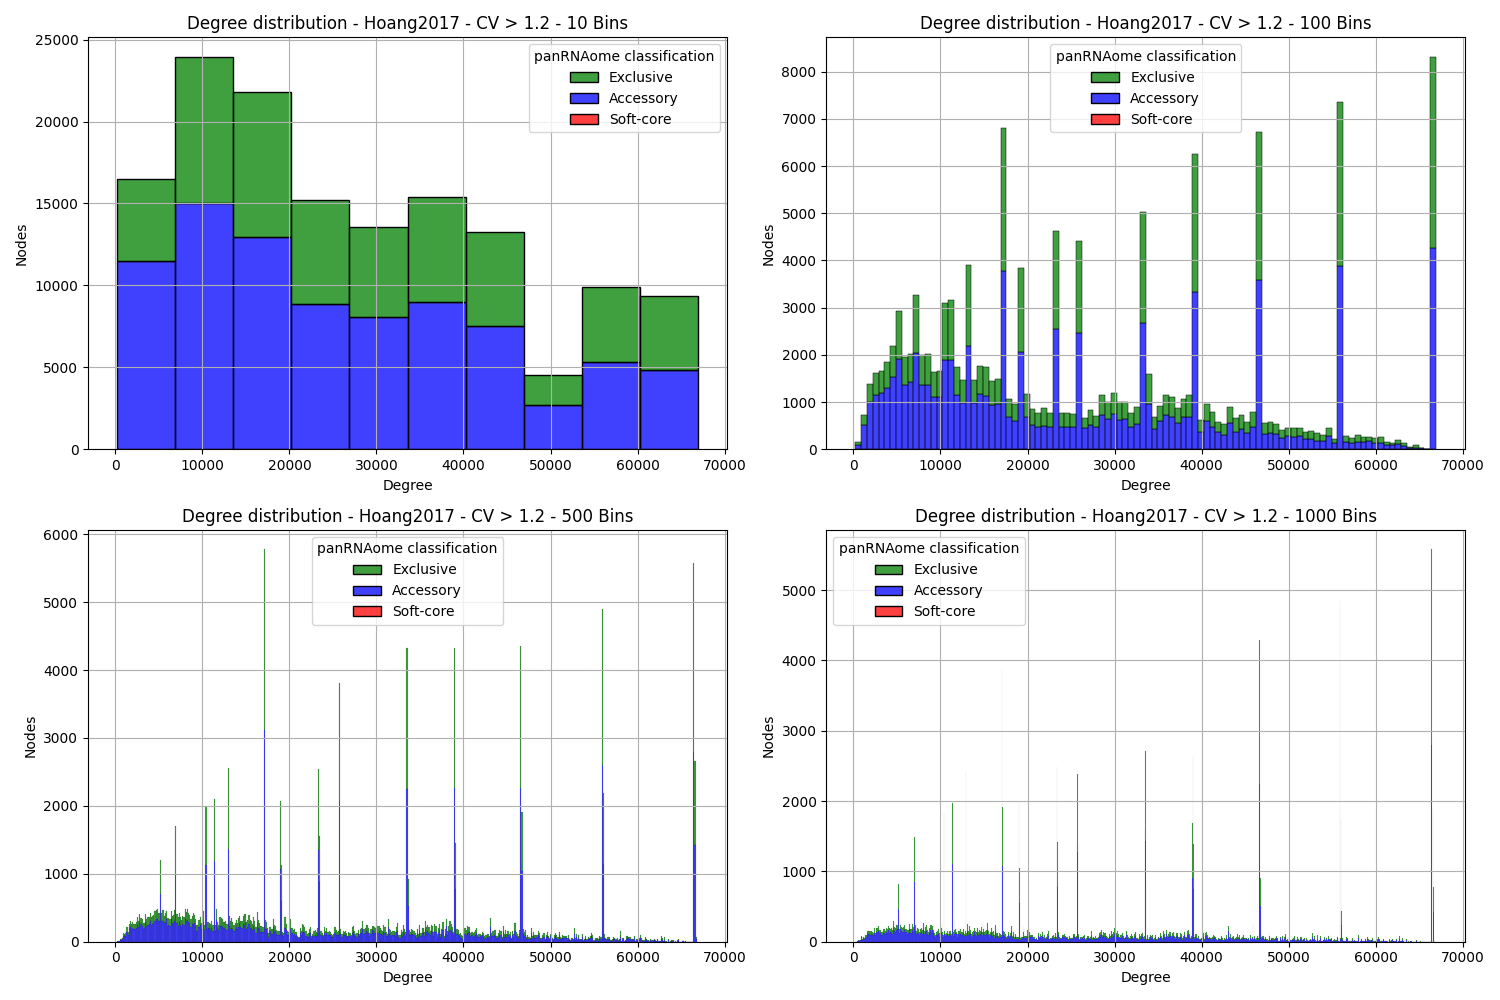 Degree distribution - Hoang2017 - CV > 1.2 - 10 Bins
25000
20000
15000
10000
5000
0
Nodes
0 10000 20000 30000 40000 50000 60000 70000
Degree
panRNAome classification
Exclusive
Accessory
Soft-core
Degree distribution - Hoang2017 - CV > 1.2 - 100 Bins
8000
7000
6000
5000
4000
3000
2000
1000
0
Nodes
0 10000 20000 30000 40000 50000 60000 70000
Degree
panRNAome classification
Exclusive
Accessory
Soft-core
Degree distribution - Hoang2017 - CV > 1.2 - 500 Bins
6000
5000
4000
3000
2000
1000
0
Nodes
0 10000 20000 30000 40000 50000 60000 70000
Degree
panRNAome classification
Exclusive
Accessory
Soft-core
Degree distribution - Hoang2017 - CV > 1.2 - 1000 Bins
5000
4000
3000
2000
1000
0
Nodes
0 10000 20000 30000 40000 50000 60000 70000
Degree
panRNAome classification
Exclusive
Accessory
Soft-core